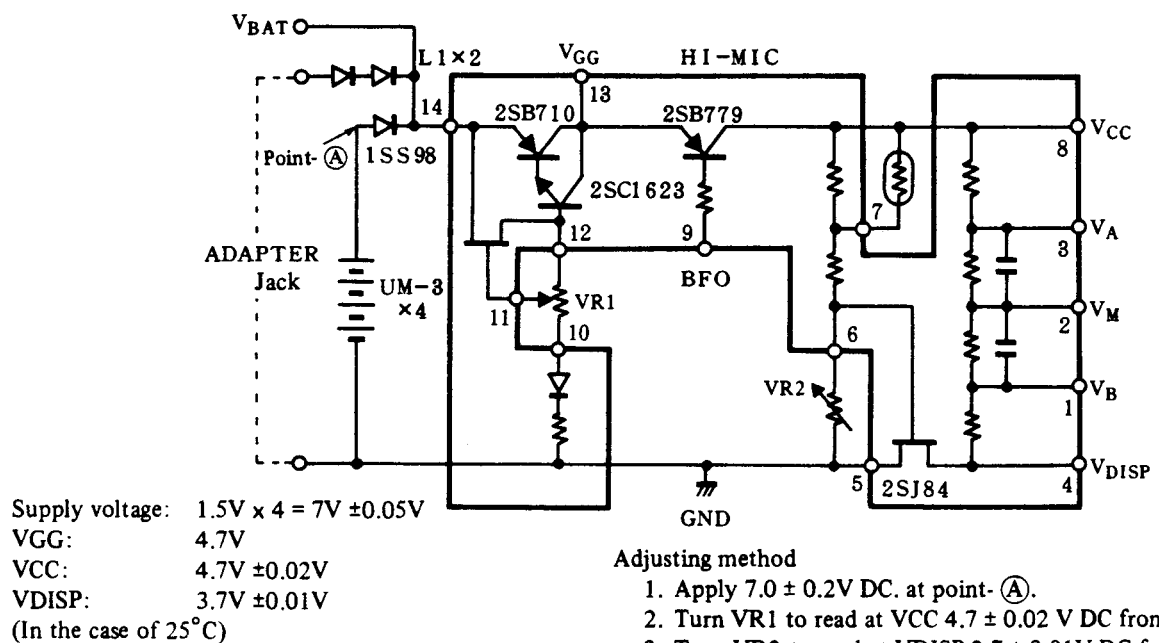 VBAT
L1×2
VGG
HI-MIC
13
14
2SB710
2SB779
VCC
8
Point- Ⓐ
1SS98
2SC1623
7
12
9
VA
3
ADAPTER
Jack
UM-3
×4
BFO
11
VR1
VM
2
10
6
VR2
VB
1
5
2SJ84
VDISP
4
GND
Supply voltage: 1.5V x 4 = 7V ±0.05V
VGG: 4.7V
VCC: 4.7V ±0.02V
VDISP: 3.7V ±0.01V
(In the case of 25°C)
Adjusting method
1. Apply 7.0 ± 0.2V DC. at point- Ⓐ.
2. Turn VR1 to read at VCC 4.7 ± 0.02 V DC from